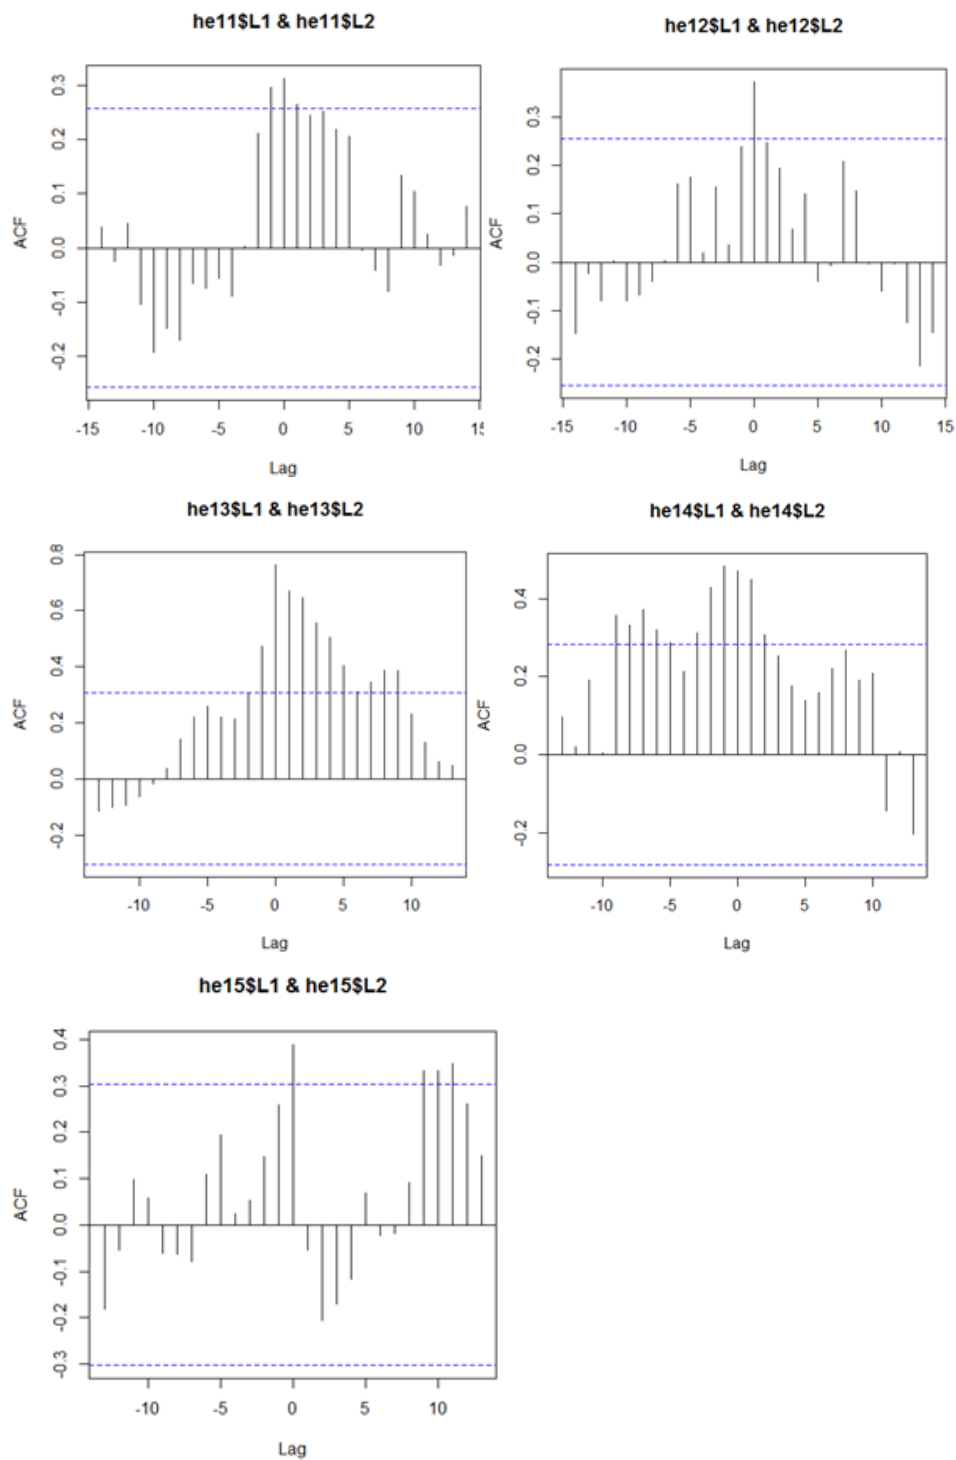 he11$L1 & he11$L2
ACF
0.3
0.2
0.1
0.0
-0.1
-0.2
-15 -10 -5 0 5 10 15
Lag
he12$L1 & he12$L2
ACF
0.3
0.2
0.1
0.0
-0.1
-0.2
-15 -10 -5 0 5 10 15
Lag
he13$L1 & he13$L2
ACF
0.8
0.6
0.4
0.2
0.0
-0.2
-10 -5 0 5 10
Lag
he14$L1 & he14$L2
ACF
0.4
0.2
0.0
-0.2
-10 -5 0 5 10
Lag
he15$L1 & he15$L2
ACF
0.4
0.3
0.2
0.1
0.0
-0.1
-0.2
-0.3
-10 -5 0 5 10
Lag